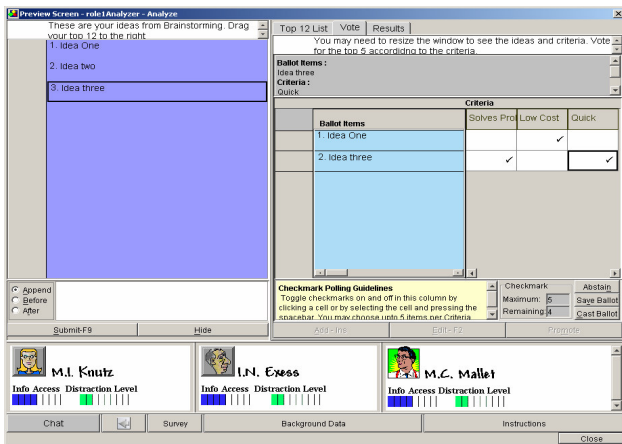 Preview Screen - role1Analyzer - Analyze
These are your ideas from Brainstorming. Drag
your top 12 to the right
1. Idea One
2. Idea two
3. Idea three
Append
Before
After
Submit-F9
Hide
Top 12 List
Vote
Results
You may need to resize the window to see the ideas and criteria. Vote
for the top 5 accordidng to the criteria.
Ballot Items :
Idea three
Criteria :
Quick
Criteria
Ballot Items
Solves Prol
Low Cost
Quick
1. Idea One
2. Idea three
Checkmark Polling Guidelines
Toggle checkmarks on and off in this column by
clicking a cell or by selecting the cell and pressing the
spacebar. You may choose upto 5 items per Criteria
Checkmark
Maximum: 5
Remaining: 4
Abstain
Save Ballot
Cast Ballot
Add - Ins
Edit - F2
Promote
M.I. Knutz
Info Access Distraction Level
I.N. Exess
Info Access Distraction Level
M.C. Mallet
Info Access Distraction Level
Chat
Survey
Background Data
Instructions
Close